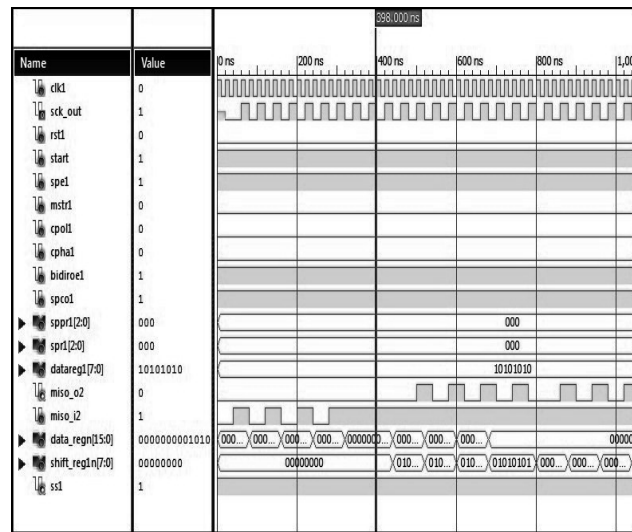 398.000 ns
Name Value 0 ns 200 ns 400 ns 600 ns 800 ns 1,00
clk1 0
sck_out 1
rst1 0
start 1
spe1 1
mstr1 0
cpol1 0
cpha1 0
bidiroe1 1
spco1 1
sppr1[2:0] 000 000
spr1[2:0] 000 000
datareg1[7:0] 10101010 10101010
miso_o2 0
miso_i2 1
data_regn[15:0] 0000000001010 000... 000... 000... 000... 0000000... 000... 000... 000... 00000
shift_reg1n[7:0] 00000000 00000000 010... 010... 010... 01010101 000... 000... 000...
ss1 1